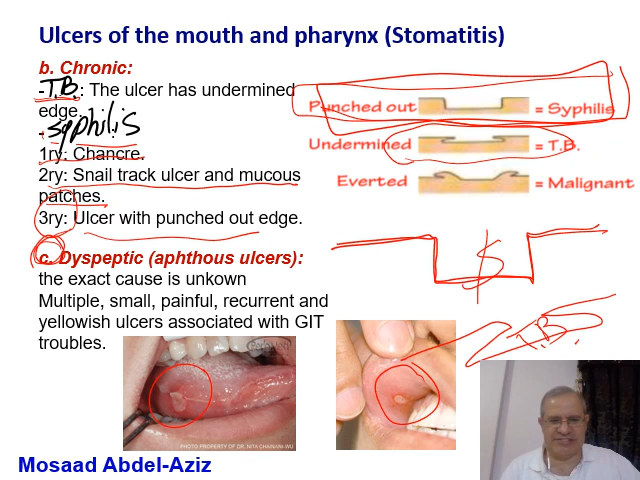 Ulcers of the mouth and pharynx (Stomatitis)
b. Chronic:
-T.B.: The ulcer has undermined
edge.
- syphilis
1ry: Chancre.
2ry: Snail track ulcer and mucous
patches.
3ry: Ulcer with punched out edge.
c. Dyspeptic (aphthous ulcers):
the exact cause is unkown
Multiple, small, painful, recurrent and
yellowish ulcers associated with GIT
troubles.
Punched out = Syphilis
Undermined = T.B.
Everted = Malignant
S
T.B.
PHOTO PROPERTY OF DR. NITA CHAINANI-WU
Mosaad Abdel-Aziz